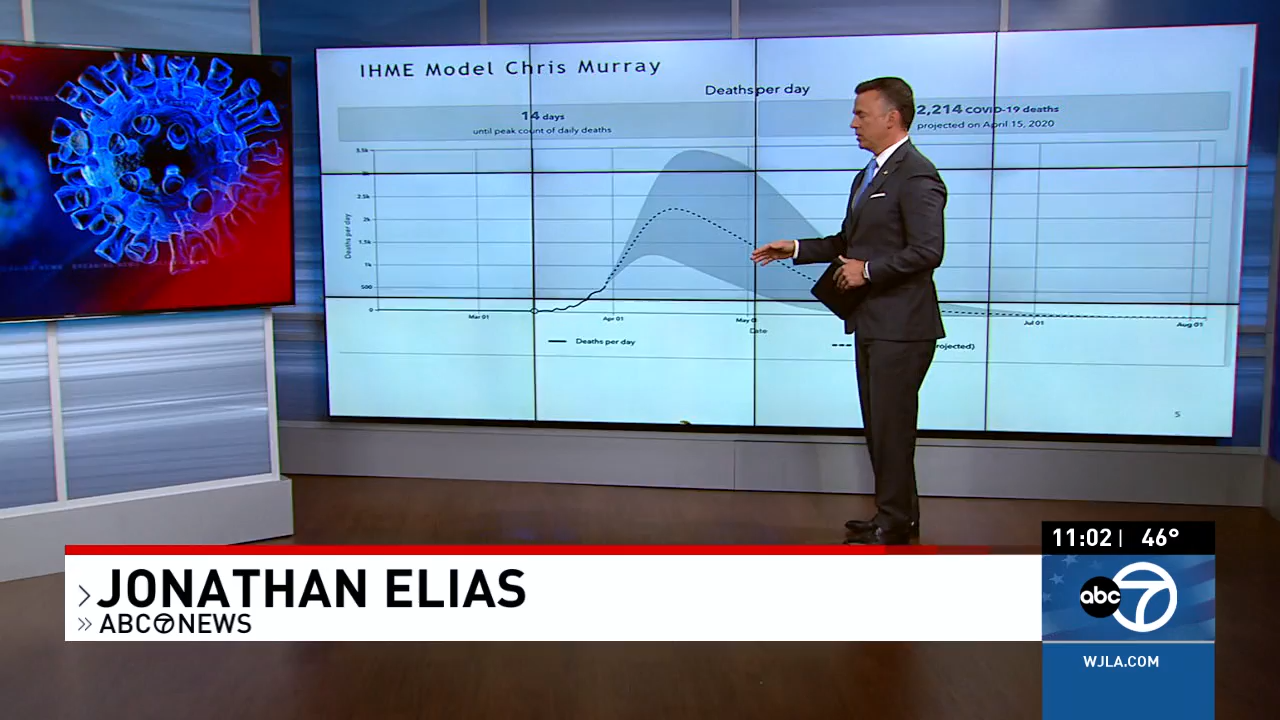 IHME Model Chris Murray
Deaths per day
14 days
until peak count of daily deaths
2,214 COVID-19 deaths
projected on April 15, 2020
3.5k
2.5k
2k
1.5k
1k
500
0
Deaths per day
Mar 01
Apr 01
May 0
Jul 01
Aug 01
Date
Deaths per day
rojected)
5
BREAKING NEWS
JONATHAN ELIAS
ABC7NEWS
11:02 | 46°
abc 7
WJLA.COM